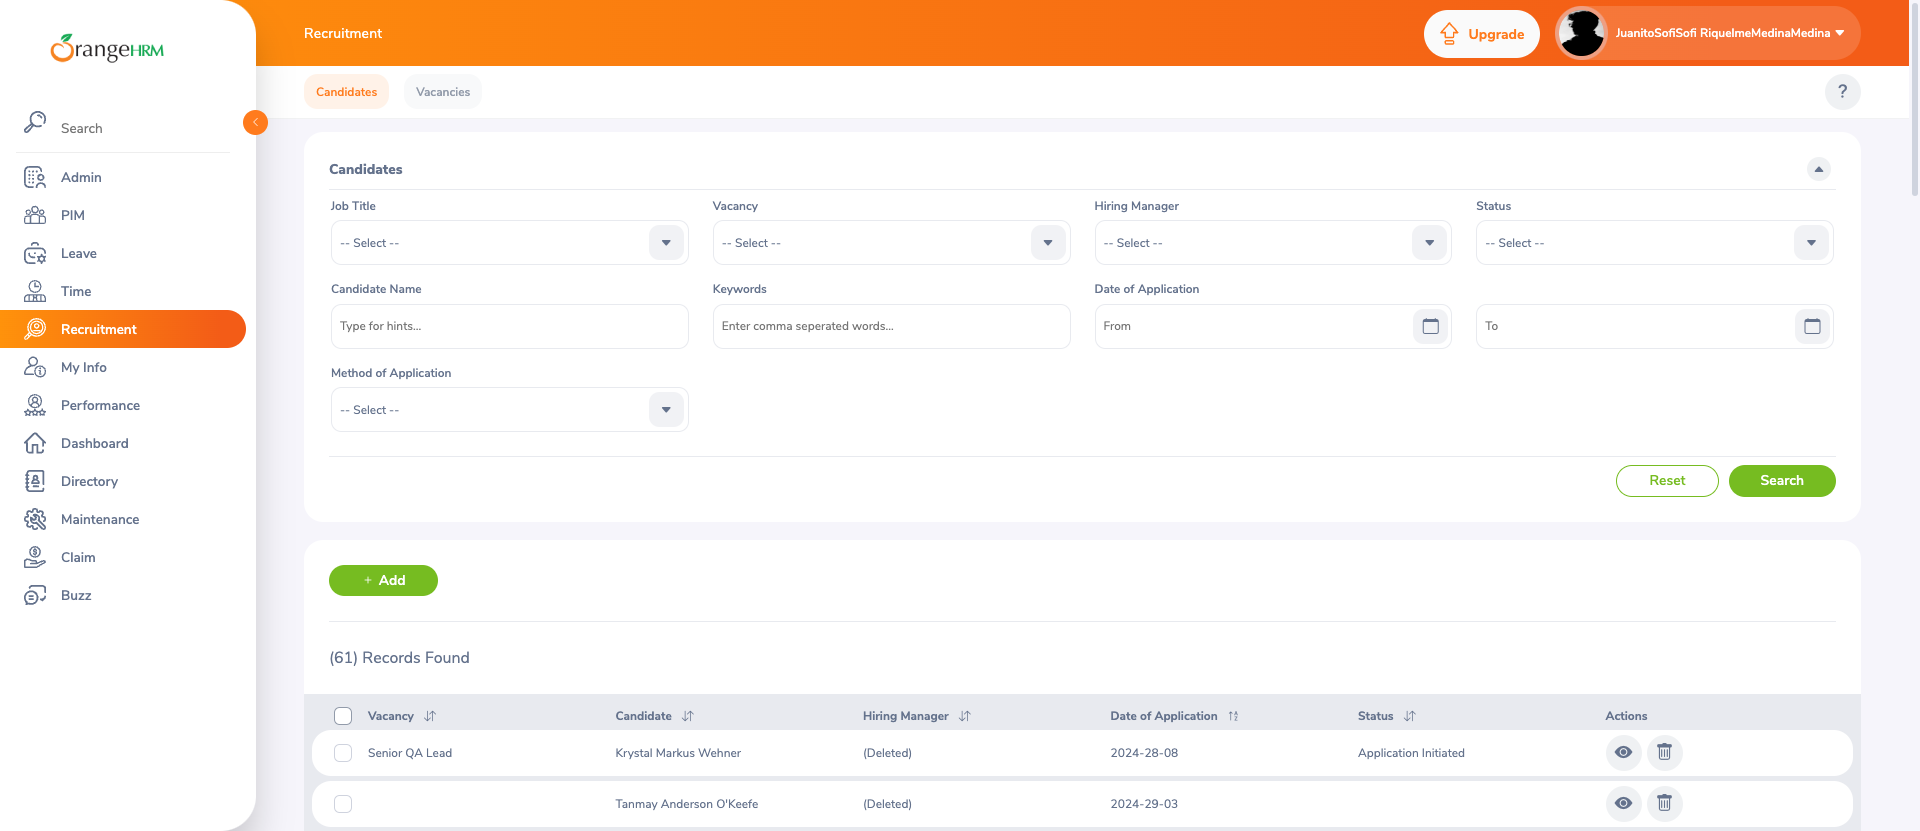 OrangeHRM
Recruitment
Upgrade
JuanitoSofiSofi RiquelmeMedinaMedina
Candidates
Vacancies
?
Search
Admin
PIM
Leave
Time
Recruitment
My Info
Performance
Dashboard
Directory
Maintenance
Claim
Buzz
Candidates
Job Title
Vacancy
Hiring Manager
Status
-- Select --
-- Select --
-- Select --
-- Select --
Candidate Name
Keywords
Date of Application
Type for hints...
Enter comma seperated words...
From
To
Method of Application
-- Select --
Reset
Search
+ Add
(61) Records Found
Vacancy Candidate Hiring Manager Date of Application Status Actions
Senior QA Lead Krystal Markus Wehner (Deleted) 2024-28-08 Application Initiated
Tanmay Anderson O'Keefe (Deleted) 2024-29-03